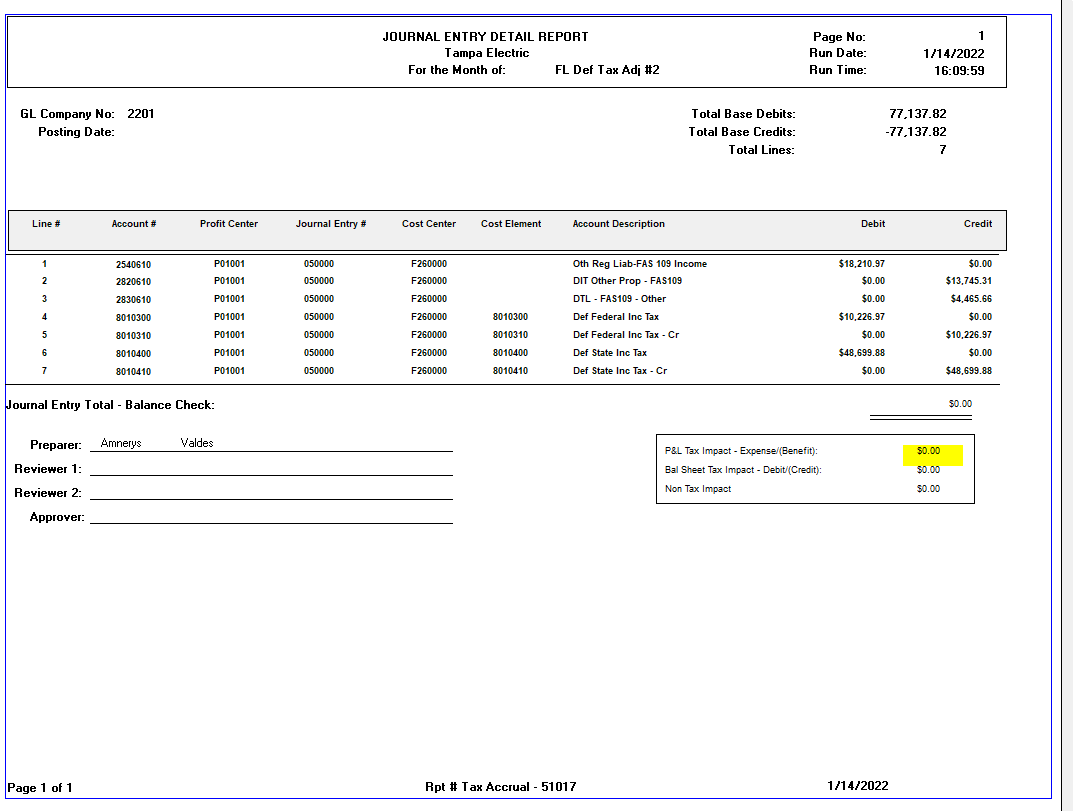 JOURNAL ENTRY DETAIL REPORT Page No: 1
Tampa Electric Run Date: 1/14/2022
For the Month of: FL Def Tax Adj #2 Run Time: 16:09:59
GL Company No: 2201 Total Base Debits: 77,137.82
Posting Date: Total Base Credits: -77,137.82
Total Lines: 7
Line # Account # Profit Center Journal Entry # Cost Center Cost Element Account Description Debit Credit
1 2540610 P01001 050000 F260000 Oth Reg Liab-FAS 109 Income $18,210.97 $0.00
2 2820610 P01001 050000 F260000 DIT Other Prop - FAS109 $0.00 $13,745.31
3 2830610 P01001 050000 F260000 DTL - FAS109 - Other $0.00 $4,465.66
4 8010300 P01001 050000 F260000 8010300 Def Federal Inc Tax $10,226.97 $0.00
5 8010310 P01001 050000 F260000 8010310 Def Federal Inc Tax - Cr $0.00 $10,226.97
6 8010400 P01001 050000 F260000 8010400 Def State Inc Tax $48,699.88 $0.00
7 8010410 P01001 050000 F260000 8010410 Def State Inc Tax - Cr $0.00 $48,699.88
Journal Entry Total - Balance Check: $0.00
Preparer: Amnerys Valdes
Reviewer 1:
Reviewer 2:
Approver:
P&L Tax Impact - Expense/(Benefit): $0.00
Bal Sheet Tax Impact - Debit/(Credit): $0.00
Non Tax Impact $0.00
Page 1 of 1 Rpt # Tax Accrual - 51017 1/14/2022